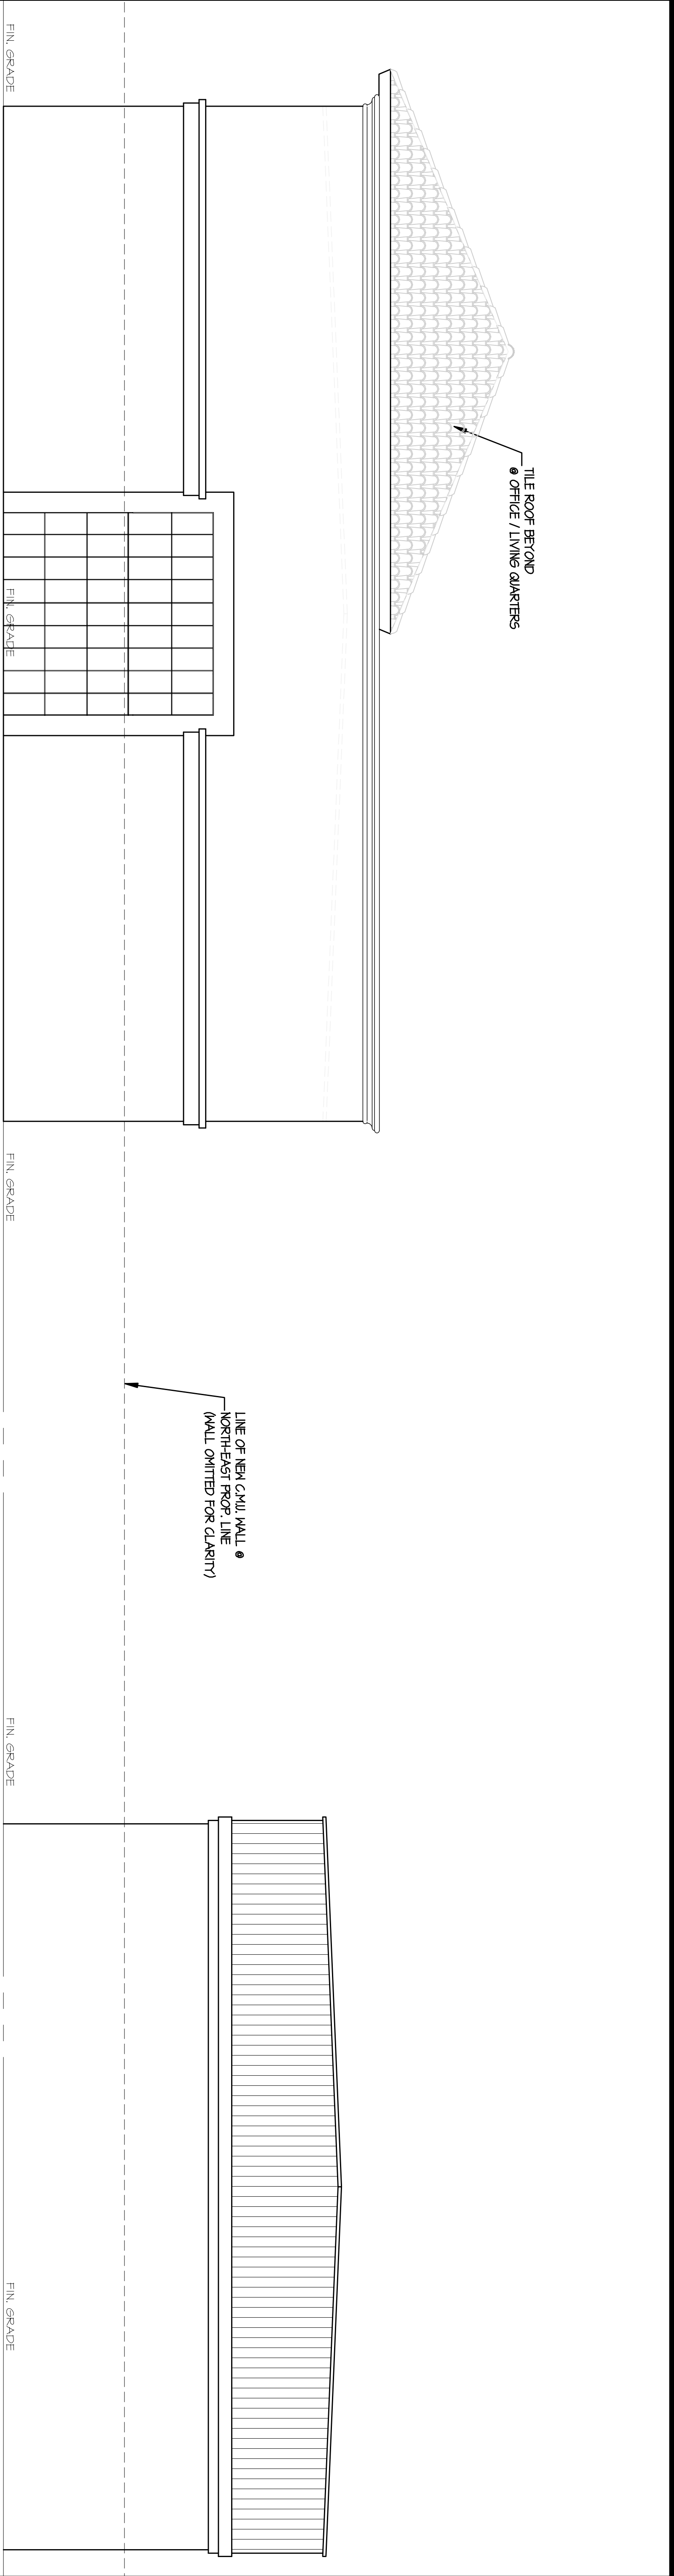 TILE ROOF BEYOND
@ OFFICE / LIVING QUARTERS
LINE OF NEW C.M.U. WALL @
NORTH-EAST PROP. LINE
(WALL OMITTED FOR CLARITY)
FIN. GRADE
FIN. GRADE
FIN. GRADE
FIN. GRADE
FIN. GRADE